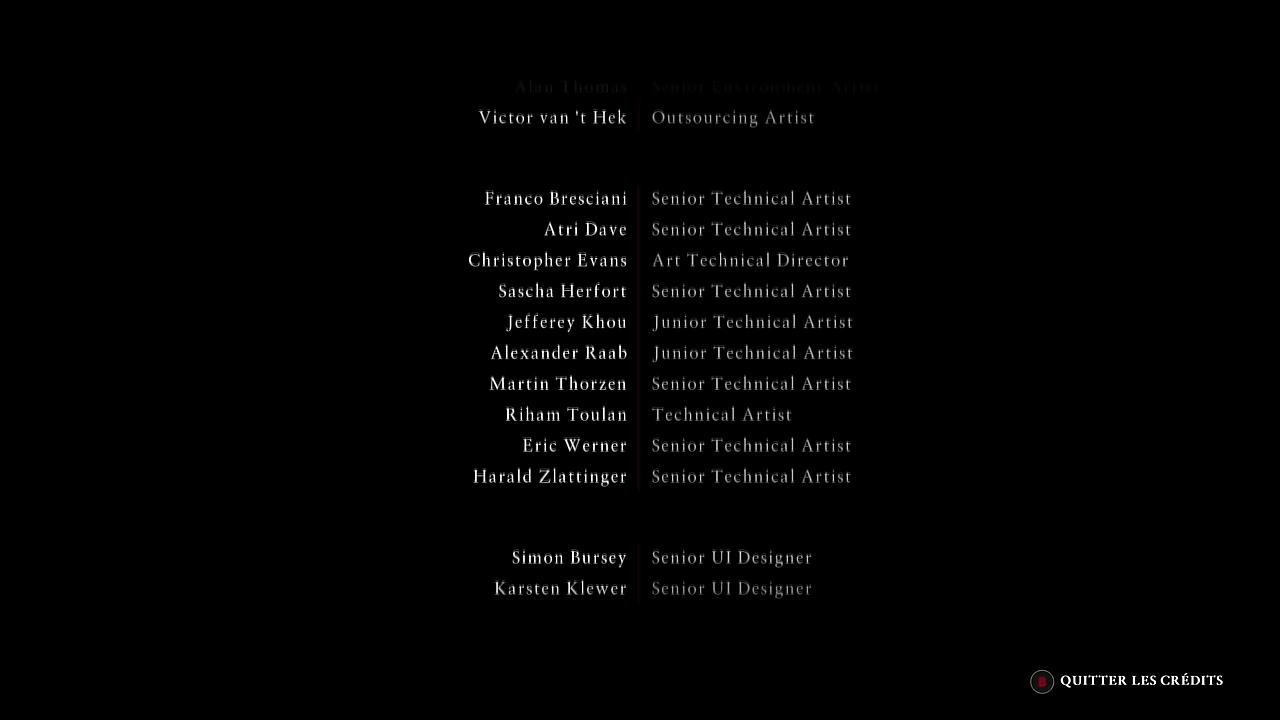 Alan Thomas Senior Environment Artist
Victor van 't Hek Outsourcing Artist
Franco Bresciani Senior Technical Artist
Atri Dave Senior Technical Artist
Christopher Evans Art Technical Director
Sascha Herfort Senior Technical Artist
Jefferey Khou Junior Technical Artist
Alexander Raab Junior Technical Artist
Martin Thorzen Senior Technical Artist
Riham Toulan Technical Artist
Eric Werner Senior Technical Artist
Harald Zlattinger Senior Technical Artist
Simon Bursey Senior UI Designer
Karsten Klewer Senior UI Designer
B QUITTER LES CRÉDITS